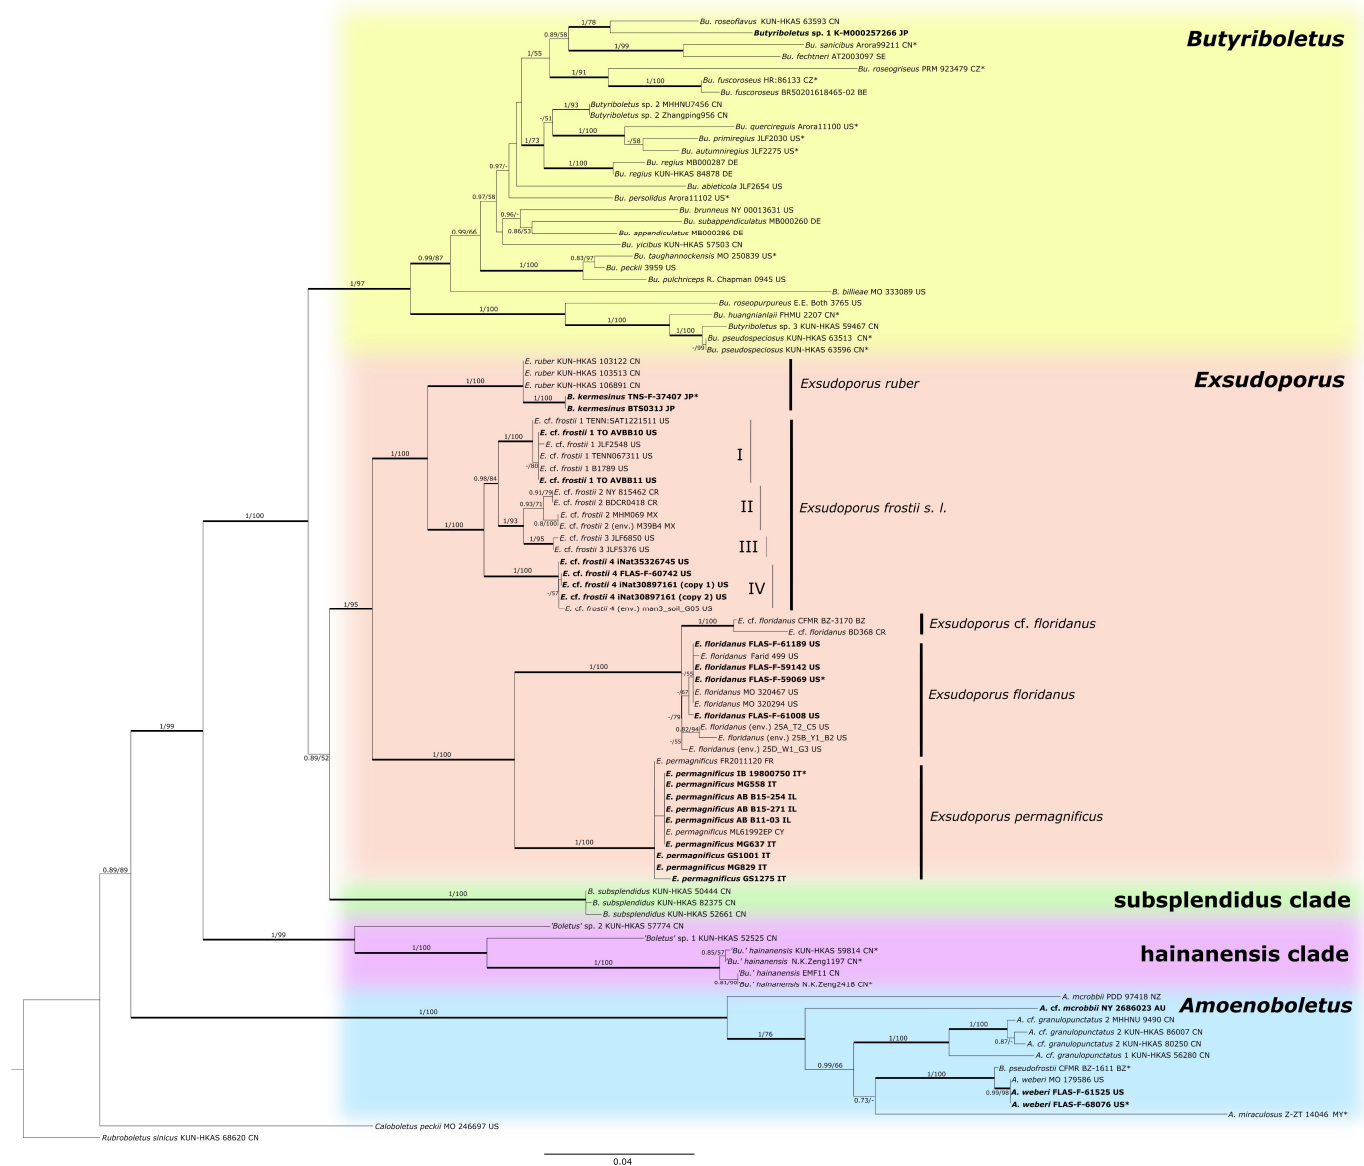 Bu. roseoflavus KUN-HKAS 63593 CN
1/78
Butyriboletus sp. 1 K-M000257266 JP
Butyriboletus
0.89/58
Bu. sanicibus Arora99211 CN*
1/99
1/55
Bu. fechtneri AT2003097 SE
Bu. roseogriseus PRM 923479 CZ*
1/91
Bu. fuscoroseus HR:86133 CZ*
1/100
Bu. fuscoroseus BR50201618465-02 BE
Butyriboletus sp. 2 MHHNU7456 CN
1/93
Butyriboletus sp. 2 Zhangping956 CN
-/51
Bu. querciregius Arora11100 US*
1/100
Bu. primiregius JLF2030 US*
1/73
-/58
Bu. autumniregius JLF2275 US*
Bu. regius MB000287 DE
0.97/-
1/100
Bu. regius KUN-HKAS 84878 DE
Bu. abieticola JLF2654 US
0.97/58
Bu. persolidus Arora11102 US*
Bu. brunneus NY 00013631 US
0.96/-
Bu. subappendiculatus MB000260 DE
0.99/66
0.86/53
Bu. appendiculatus MB000286 DE
Bu. yicibus KUN-HKAS 57503 CN
Bu. taughannockensis MO 250839 US*
0.83/97
0.99/87
1/100
Bu. peckii 3959 US
Bu. pulchriceps R. Chapman 0945 US
1/97
B. billieae MO 333089 US
Bu. roseopurpureus E.E. Both 3765 US
1/100
Bu. huangnianlaii FHMU 2207 CN*
1/100
Butyriboletus sp. 3 KUN-HKAS 59467 CN
1/100
Bu. pseudospeciosus KUN-HKAS 63513 CN*
-/99
Bu. pseudospeciosus KUN-HKAS 63596 CN*
E. ruber KUN-HKAS 103122 CN
E. ruber KUN-HKAS 103513 CN
Exsudoporus
1/100
E. ruber KUN-HKAS 106891 CN
Exsudoporus ruber
B. kermesinus TNS-F-37407 JP*
1/100
B. kermesinus BTS031J JP
E. cf. frostii 1 TENN:SAT1221511 US
E. cf. frostii 1 TO AVBB10 US
1/100
E. cf. frostii 1 JLF2548 US
1/100
E. cf. frostii 1 TENN067311 US
I
-/80
E. cf. frostii 1 B1789 US
0.98/84
E. cf. frostii 1 TO AVBB11 US
0.91/79
E. cf. frostii 2 NY 815462 CR
0.93/71
E. cf. frostii 2 BDCR0418 CR
II
Exsudoporus frostii s. l.
E. cf. frostii 2 MHM069 MX
1/100
1/93
0.8/100
E. cf. frostii 2 (env.) M39B4 MX
E. cf. frostii 3 JLF6850 US
1/95
III
E. cf. frostii 3 JLF5376 US
E. cf. frostii 4 iNat35326745 US
1/100
E. cf. frostii 4 FLAS-F-60742 US
E. cf. frostii 4 iNat30897161 (copy 1) US
IV
-/57
E. cf. frostii 4 iNat30897161 (copy 2) US
1/95
E. cf. frostii 4 (env.) man3_soil_G05 US
1/100
E. cf. floridanus CFMR BZ-3170 BZ
Exsudoporus cf. floridanus
E. cf. floridanus BD368 CR
E. floridanus FLAS-F-61189 US
E. floridanus Farid 499 US
1/100
E. floridanus FLAS-F-59142 US
-/55
E. floridanus FLAS-F-59069 US*
-/67
E. floridanus MO 320467 US
Exsudoporus floridanus
E. floridanus MO 320294 US
-/79
E. floridanus FLAS-F-61008 US
0.82/94
E. floridanus (env.) 25A_T2_C5 US
-/55
E. floridanus (env.) 25B_Y1_B2 US
E. floridanus (env.) 25D_W1_G3 US
1/99
1/100
0.89/52
1/100
E. permagnificus FR2011120 FR
E. permagnificus IB 19800750 IT*
E. permagnificus MG558 IT
E. permagnificus AB B15-254 IL
E. permagnificus AB B15-271 IL
E. permagnificus AB B11-03 IL
Exsudoporus permagnificus
E. permagnificus ML61992EP CY
1/100
E. permagnificus MG637 IT
E. permagnificus GS1001 IT
E. permagnificus MG829 IT
0.89/89
E. permagnificus GS1275 IT
B. subsplendidus KUN-HKAS 50444 CN
1/100
B. subsplendidus KUN-HKAS 82375 CN
subsplendidus clade
B. subsplendidus KUN-HKAS 52661 CN
'Boletus' sp. 2 KUN-HKAS 57774 CN
1/99
'Boletus' sp. 1 KUN-HKAS 52525 CN
1/100
0.85/57
'Bu.' hainanensis KUN-HKAS 59814 CN*
hainanensis clade
1/100
'Bu.' hainanensis N.K.Zeng1197 CN*
'Bu.' hainanensis EMF11 CN
0.81/99
'Bu.' hainanensis N.K.Zeng2418 CN*
A. mcrobbii PDD 97418 NZ
Amoenoboletus
A. cf. mcrobbii NY 2686023 AU
1/100
A. cf. granulopunctatus 2 MHHNU 9490 CN
1/100
1/76
A. cf. granulopunctatus 2 KUN-HKAS 86007 CN
1/100
0.87/-
A. cf. granulopunctatus 2 KUN-HKAS 80250 CN
A. cf. granulopunctatus 1 KUN-HKAS 56280 CN
0.99/66
B. pseudofrostii CFMR BZ-1611 BZ*
1/100
A. weberi MO 179586 US
0.99/98
A. weberi FLAS-F-61525 US
0.73/-
A. weberi FLAS-F-68076 US*
A. miraculosus Z-ZT 14046 MY*
Caloboletus peckii MO 246697 US
Rubroboletus sinicus KUN-HKAS 68620 CN
0.04